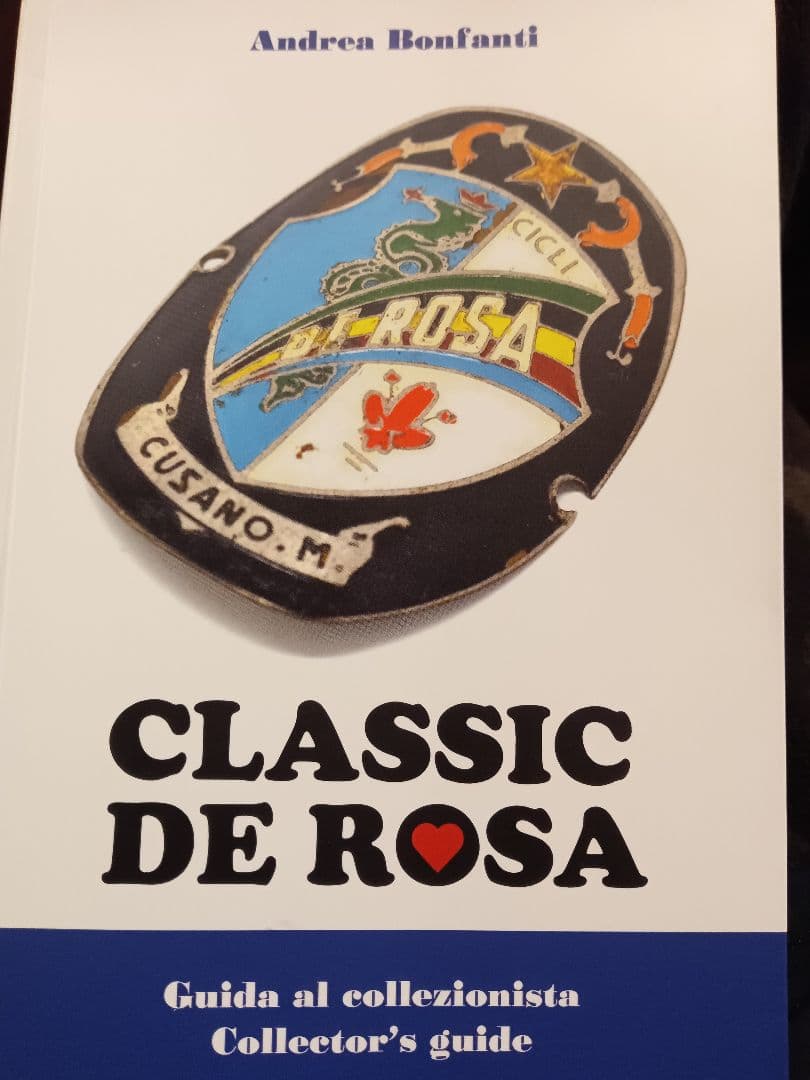 Andrea Bonfanti
CICLI
DE ROSA
CUSANO. M.
CLASSIC
DE ROSA
Guida al collezionista
Collector's guide